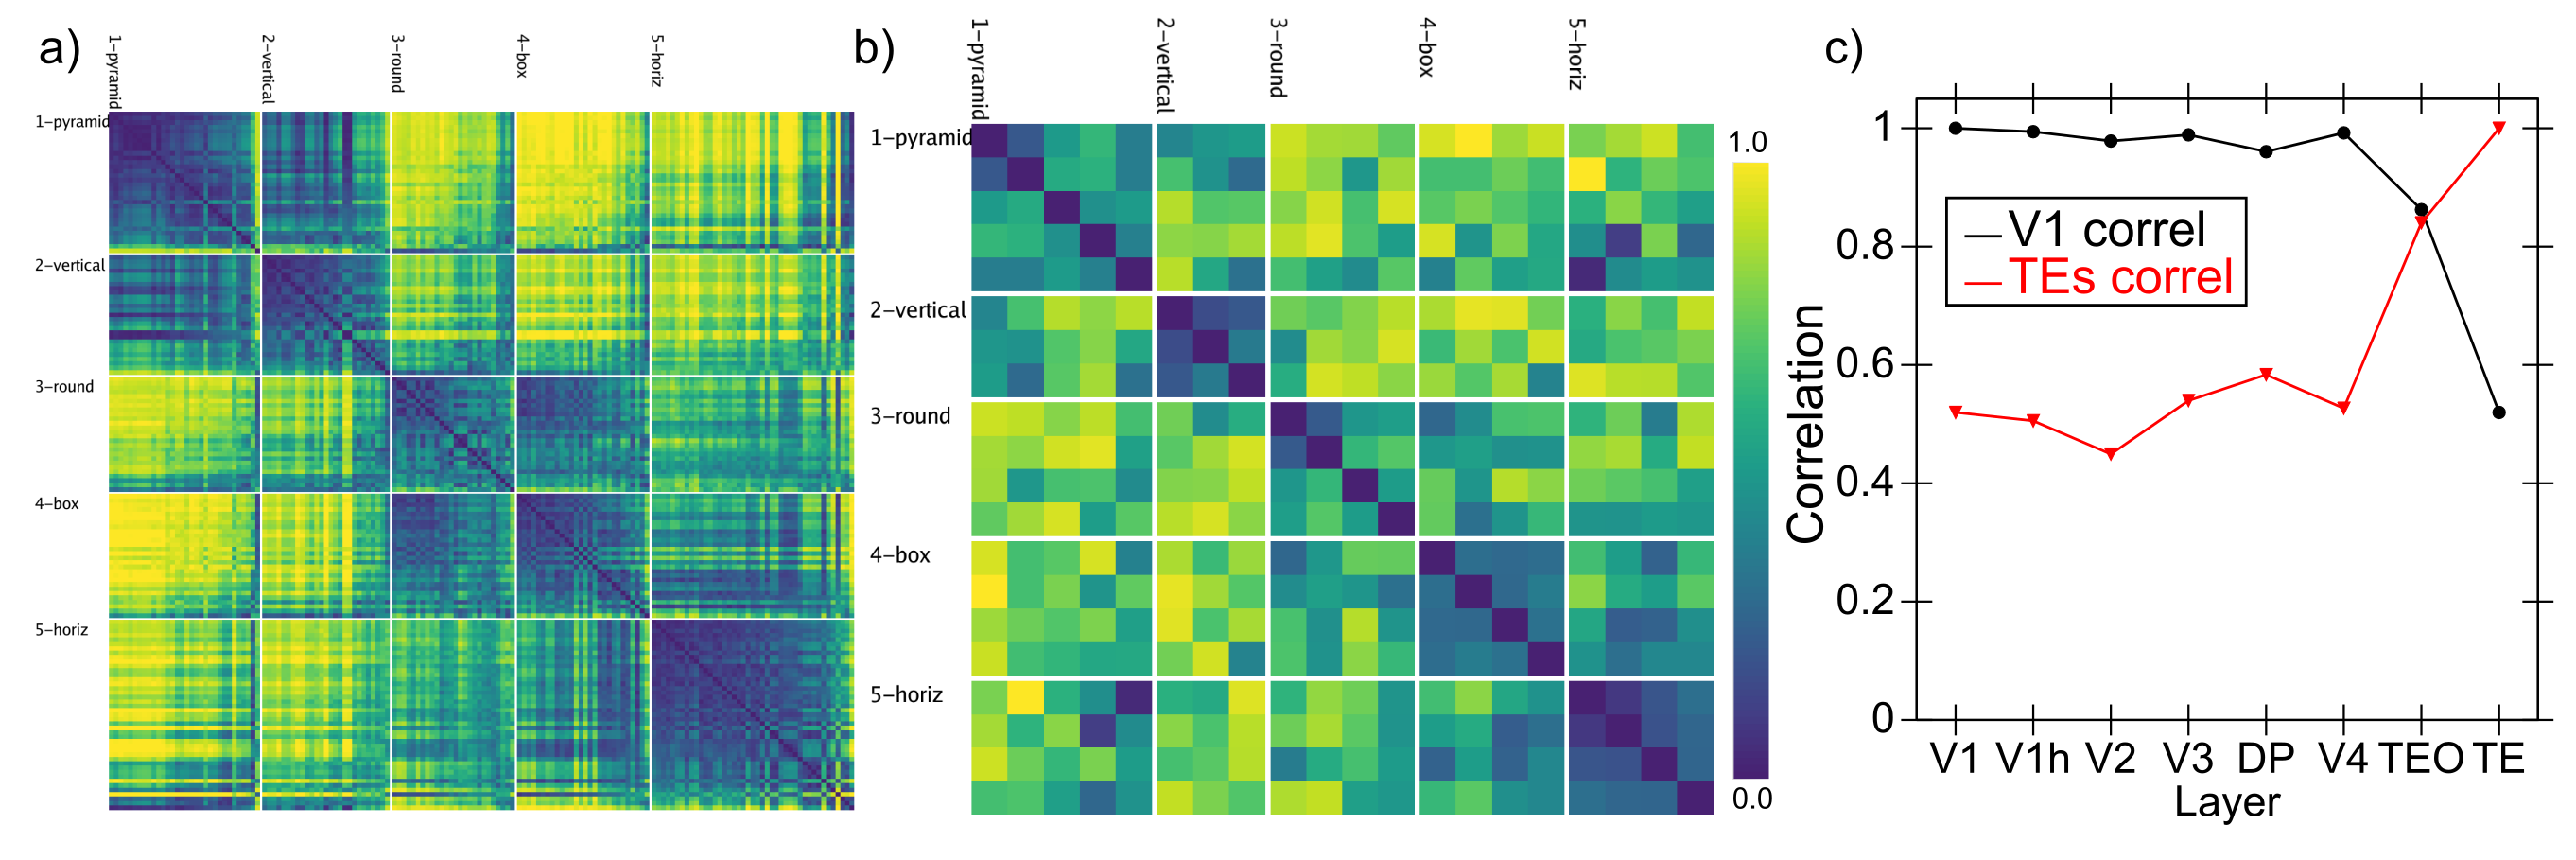 a)
1-pyramid
2-vertical
3-round
4-box
5-horiz
1-pyramid
2-vertical
3-round
4-box
5-horiz
b)
1-pyramid
2-vertical
3-round
4-box
5-horiz
1-pyramid
2-vertical
3-round
4-box
5-horiz
1.0
0.0
c)
Correlation
1
0.8
0.6
0.4
0.2
0
V1 correl
TEs correl
V1 V1h V2 V3 DP V4 TEO TE
Layer